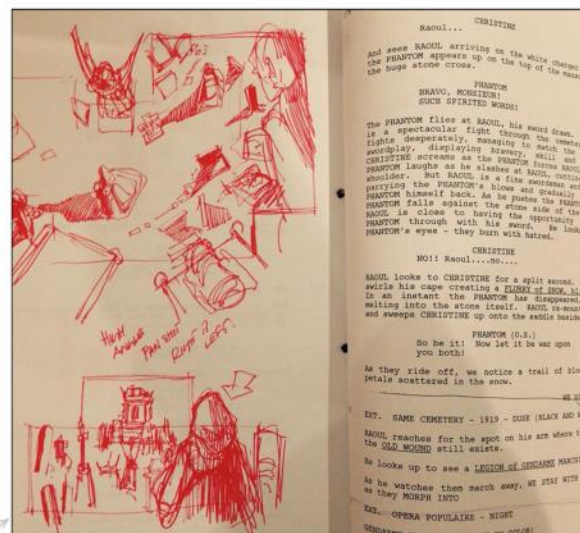 HIGH
ANGLE
PAN SHOT
RIGHT TO
LEFT.
CHRISTINE
Raoul...
And sees RAOUL arriving on the white charger
the PHANTOM appears up on the top of the
the huge stone cross.
PHANTOM
BRAVO, MONSIEUR!
SUCH SPIRITED WORDS!
The PHANTOM flies at RAOUL, his sword drawn.
is a spectacular fight through the
fights desperately, managing to match the
swordplay, displaying bravery, skill and
CHRISTINE screams as the PHANTOM forces
PHANTOM laughs as he slashes at RAOUL,
shoulder. But RAOUL is a fine swordsman and
parrying the PHANTOM's blows and gradually
PHANTOM himself back. As he pushes the
PHANTOM falls against the stone side of
RAOUL is close to having the opportunity
PHANTOM through with his sword. He
PHANTOM's eyes - they burn with hatred.
CHRISTINE
NO!! Raoul....no....
RAOUL looks to CHRISTINE for a split second.
swirls his cape creating a FLURRY of SNOW,
In an instant the PHANTOM has disappeared,
melting into the stone itself. RAOUL
and sweeps CHRISTINE up onto the saddle
PHANTOM (O.S.)
So be it! Now let it be war upon
you both!
As they ride off, we notice a trail of
petals scattered in the snow.
EXT. SAME CEMETERY - 1919 - DUSK (BLACK AND
RAOUL reaches for the spot on his arm where
the OLD WOUND still exists.
He looks up to see a LEGION of GENDARME
As he watches them march away, WE STAY WITH
as they MORPH INTO
EXT. OPERA POPULAIRE - NIGHT